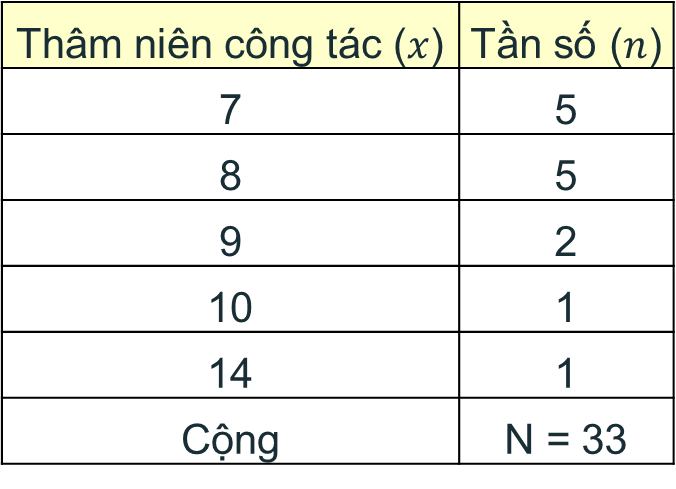 Thâm niên công tác (x) Tần số (n)
7 5
8 5
9 2
10 1
14 1
Cộng N = 33